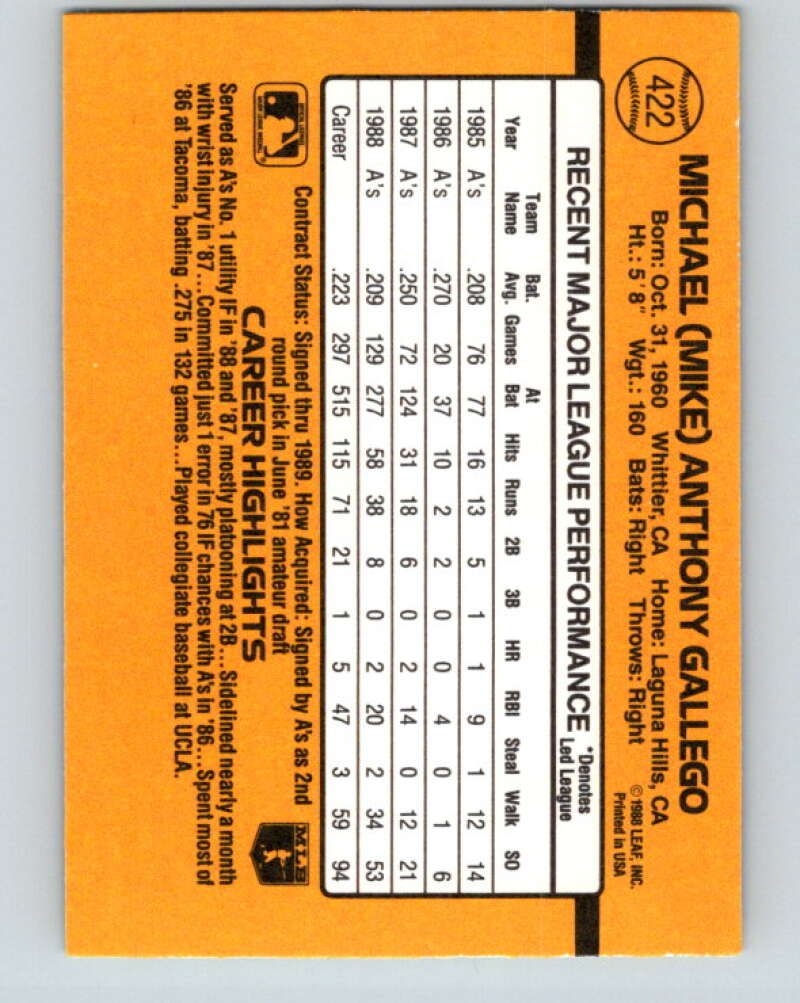 422
MICHAEL (MIKE) ANTHONY GALLEGO
Born: Oct. 31, 1960 Whittier, CA Home: Laguna Hills, CA
Ht.: 5'8" Wgt.: 160 Bats: Right Throws: Right
© 1988 LEAF, INC.
Printed in USA
RECENT MAJOR LEAGUE PERFORMANCE *Denotes Led League
Year Team Name Bat. Avg. Games At Bat Hits Runs 2B 3B HR RBI Steal Walk SO
1985 A's .208 76 77 16 13 5 1 1 9 1 12 14
1986 A's .270 20 37 10 2 2 0 0 4 0 1 6
1987 A's .250 72 124 31 18 6 0 2 14 0 12 21
1988 A's .209 129 277 58 38 8 0 2 20 2 34 53
Career .223 297 515 115 71 21 1 5 47 3 59 94
Contract Status: Signed thru 1989. How Acquired: Signed by A's as 2nd
round pick in June '81 amateur draft
CAREER HIGHLIGHTS
MLB
Served as A's No. 1 utility IF in '88 and '87, mostly platooning at 2B...Sidelined nearly a month
with wrist injury in '87...Committed just 1 error in 76 IF chances with A's in '86...Spent most of
'86 at Tacoma, batting .275 in 132 games...Played collegiate baseball at UCLA.